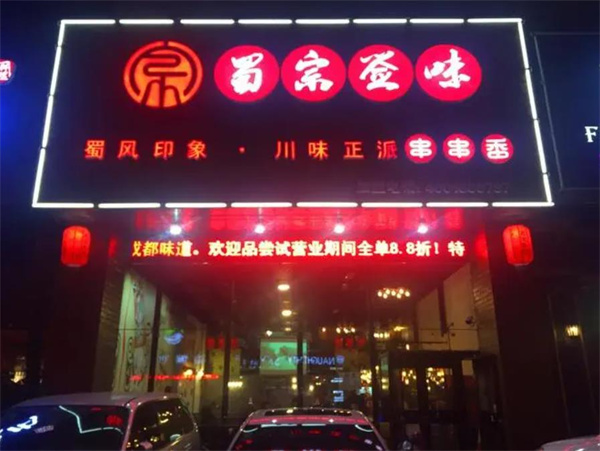 蜀宗签味
蜀风印象·川味正派串串香
成都味道。欢迎品尝试营业期间全单8.8折！特